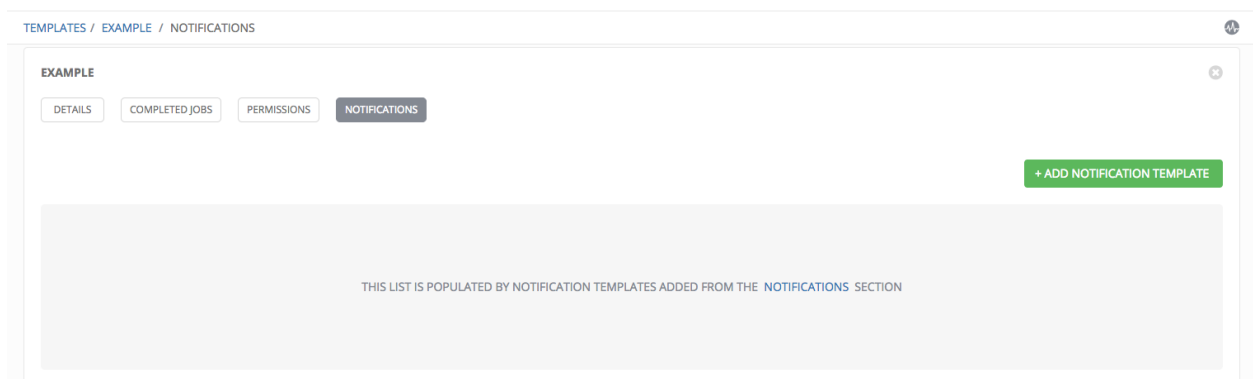 TEMPLATES / EXAMPLE / NOTIFICATIONS
EXAMPLE
DETAILS COMPLETED JOBS PERMISSIONS NOTIFICATIONS
+ ADD NOTIFICATION TEMPLATE
THIS LIST IS POPULATED BY NOTIFICATION TEMPLATES ADDED FROM THE NOTIFICATIONS SECTION